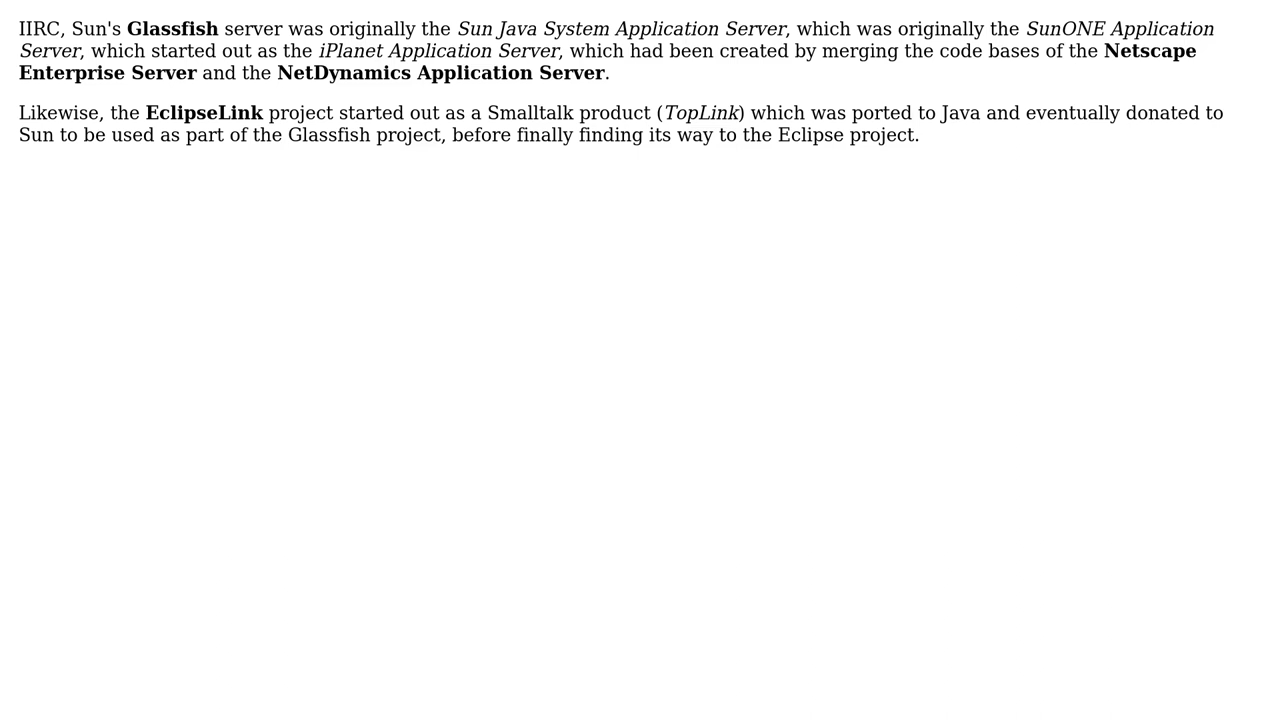 IIRC, Sun's Glassfish server was originally the Sun Java System Application Server, which was originally the SunONE Application
Server, which started out as the iPlanet Application Server, which had been created by merging the code bases of the Netscape
Enterprise Server and the NetDynamics Application Server.
Likewise, the EclipseLink project started out as a Smalltalk product (TopLink) which was ported to Java and eventually donated to
Sun to be used as part of the Glassfish project, before finally finding its way to the Eclipse project.